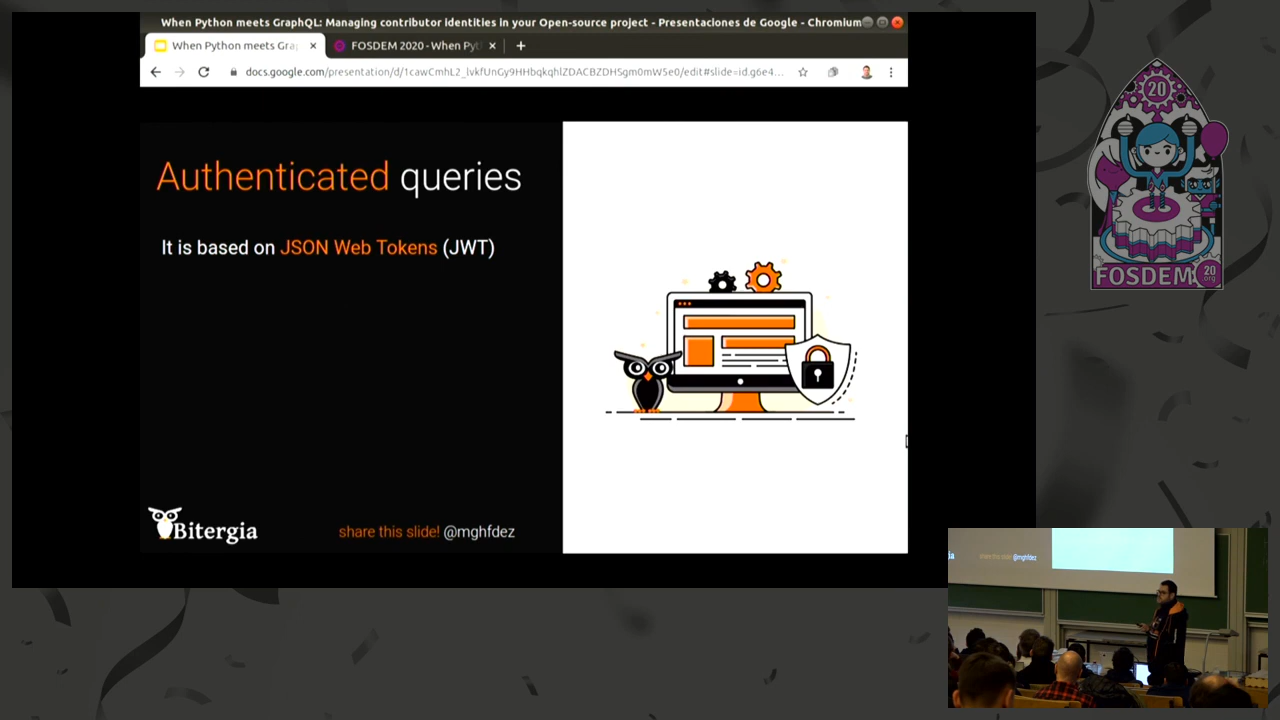 When Python meets GraphQL: Managing contributor identities in your Open-source project - Presentaciones de Google - Chromium
When Python meets Gra
FOSDEM 2020 - When Pyt
docs.google.com/presentation/d/1cawCmhL2_lvkfUnGy9HHbqkqhlZDACBZDHSgm0mW5e0/edit#slide=id.g6e4...
Authenticated queries
It is based on JSON Web Tokens (JWT)
Bitergia
share this slide! @mghfdez
20
FOSDEM
20
.org
share this slide! @mghfdez